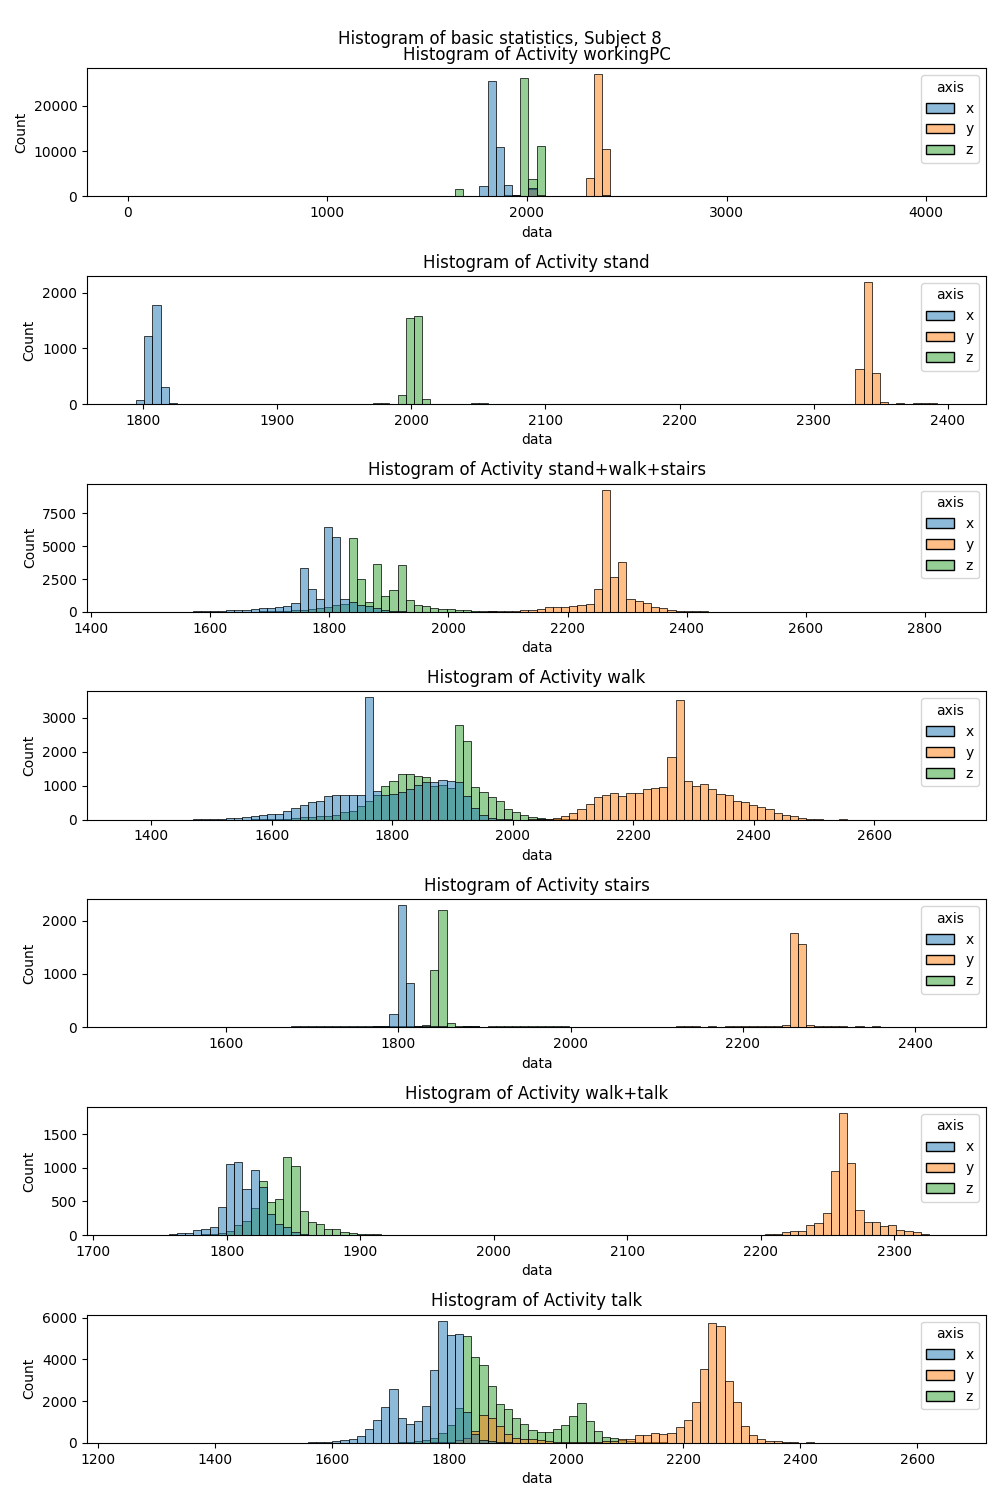 Histogram of basic statistics, Subject 8
Histogram of Activity workingPC
axis
x
y
z
Count
20000
10000
0
0 1000 2000 3000 4000
data
Histogram of Activity stand
axis
x
y
z
Count
2000
1000
0
1800 1900 2000 2100 2200 2300 2400
data
Histogram of Activity stand+walk+stairs
axis
x
y
z
Count
7500
5000
2500
0
1400 1600 1800 2000 2200 2400 2600 2800
data
Histogram of Activity walk
axis
x
y
z
Count
3000
2000
1000
0
1400 1600 1800 2000 2200 2400 2600
data
Histogram of Activity stairs
axis
x
y
z
Count
2000
1000
0
1600 1800 2000 2200 2400
data
Histogram of Activity walk+talk
axis
x
y
z
Count
1500
1000
500
0
1700 1800 1900 2000 2100 2200 2300
data
Histogram of Activity talk
axis
x
y
z
Count
6000
4000
2000
0
1200 1400 1600 1800 2000 2200 2400 2600
data